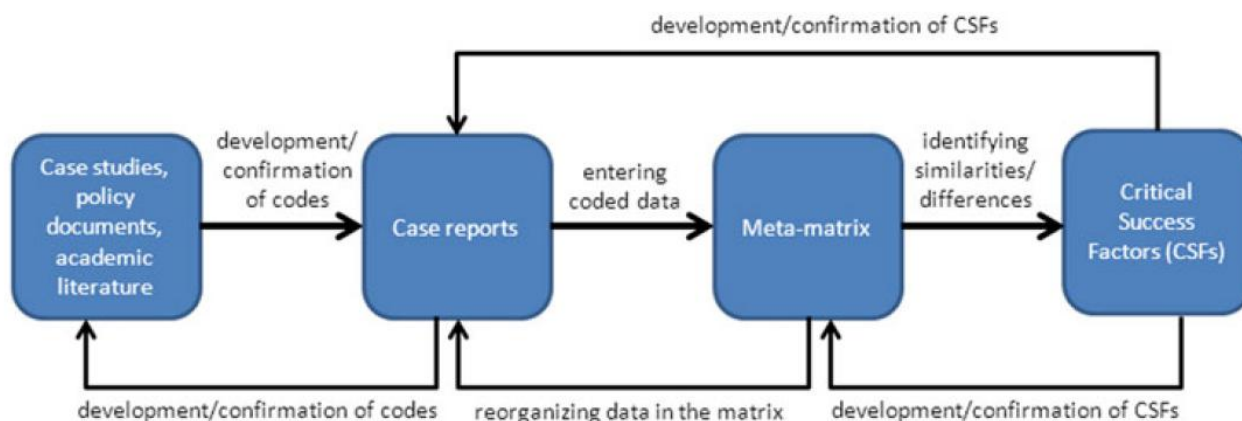 development/confirmation of CSFs
Case studies,
policy
documents,
academic
literature
development/
confirmation
of codes
Case reports
entering
coded data
Meta-matrix
identifying
similarities/
differences
Critical
Success
Factors (CSFs)
development/confirmation of codes
reorganizing data in the matrix
development/confirmation of CSFs